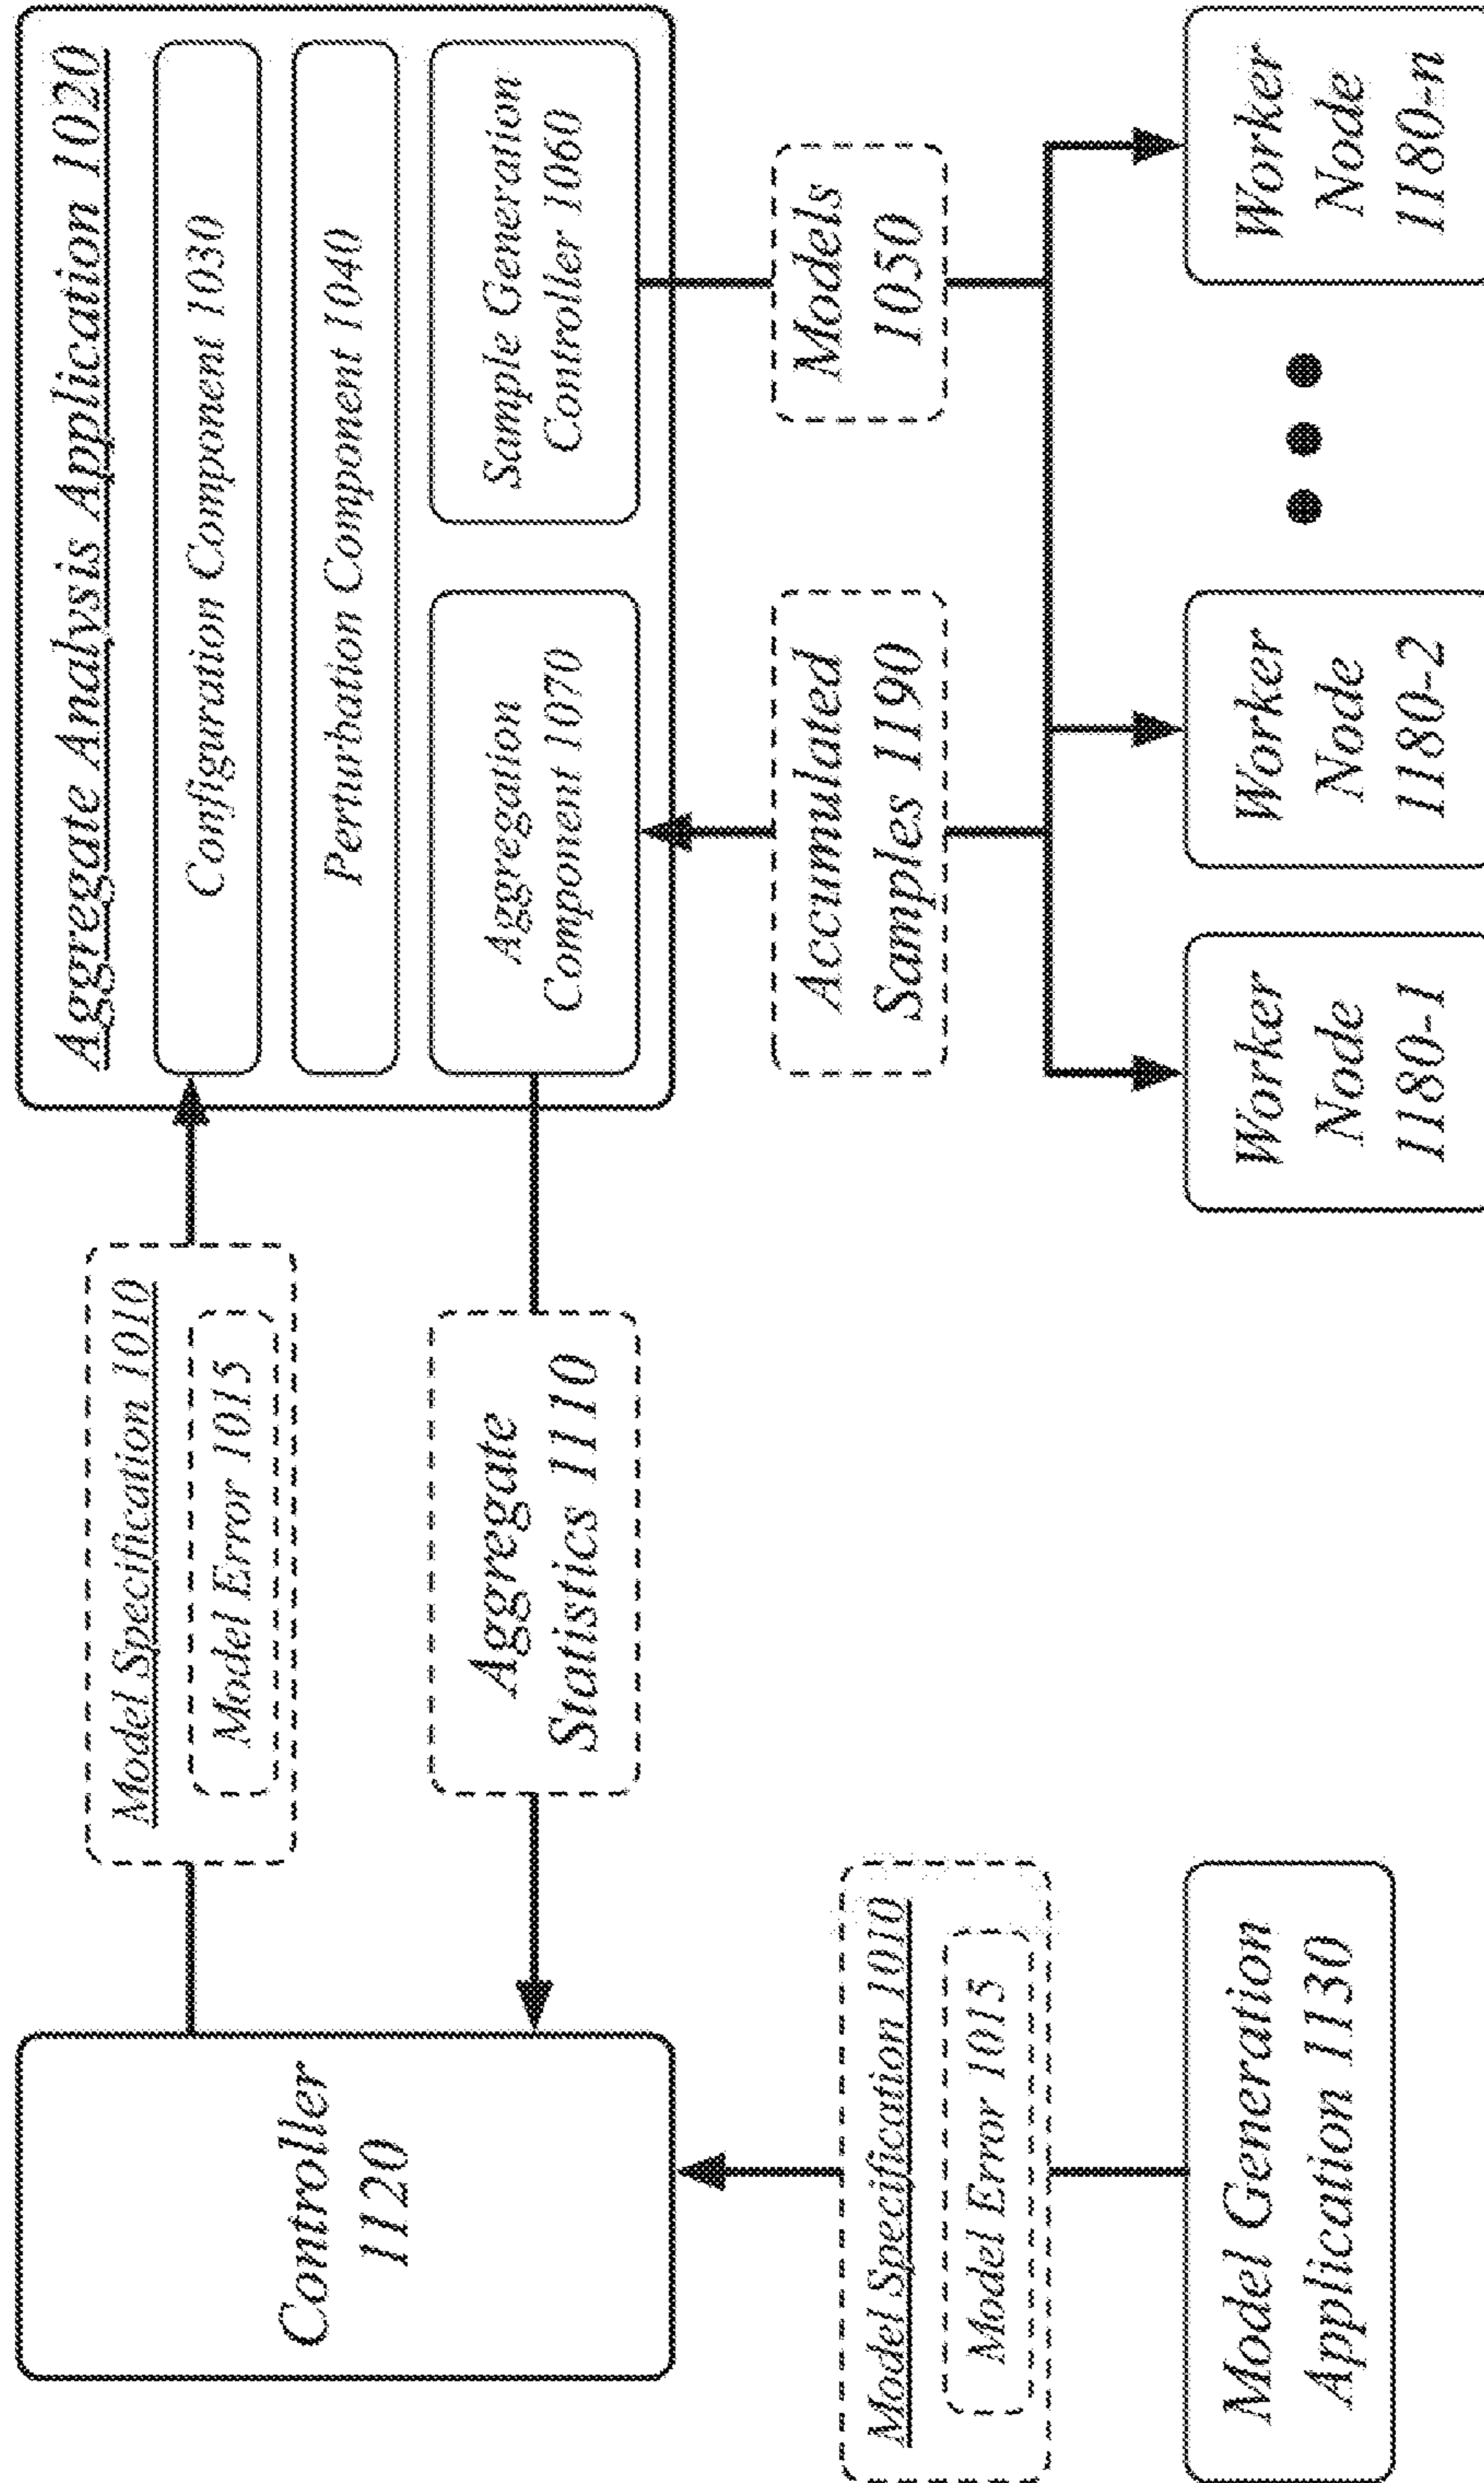 Controller
1120
Model Specification 1010
Model Error 1015
Aggregate
Statistics 1110
Aggregate Analysis Application 1020
Configuration Component 1030
Perturbation Component 1040
Aggregation
Component 1070
Sample Generation
Controller 1060
Model Specification 1010
Model Error 1015
Accumulated
Samples 1190
Models
1050
Model Generation
Application 1130
Worker
Node
1180-1
Worker
Node
1180-2
Worker
Node
1180-n